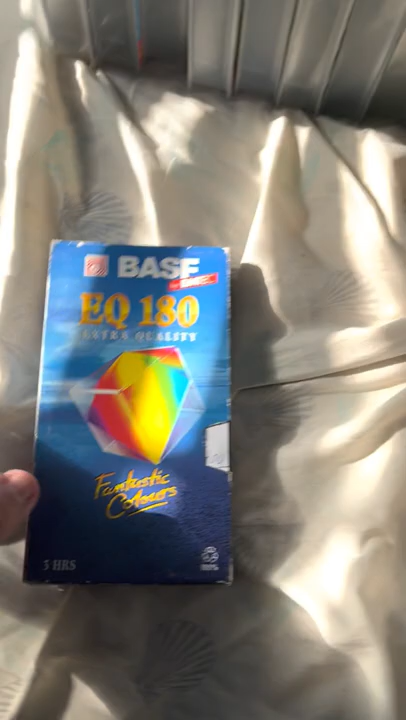 BASF
EQ 180
EXTRA QUALITY
Fantastic
Colours
3 HRS